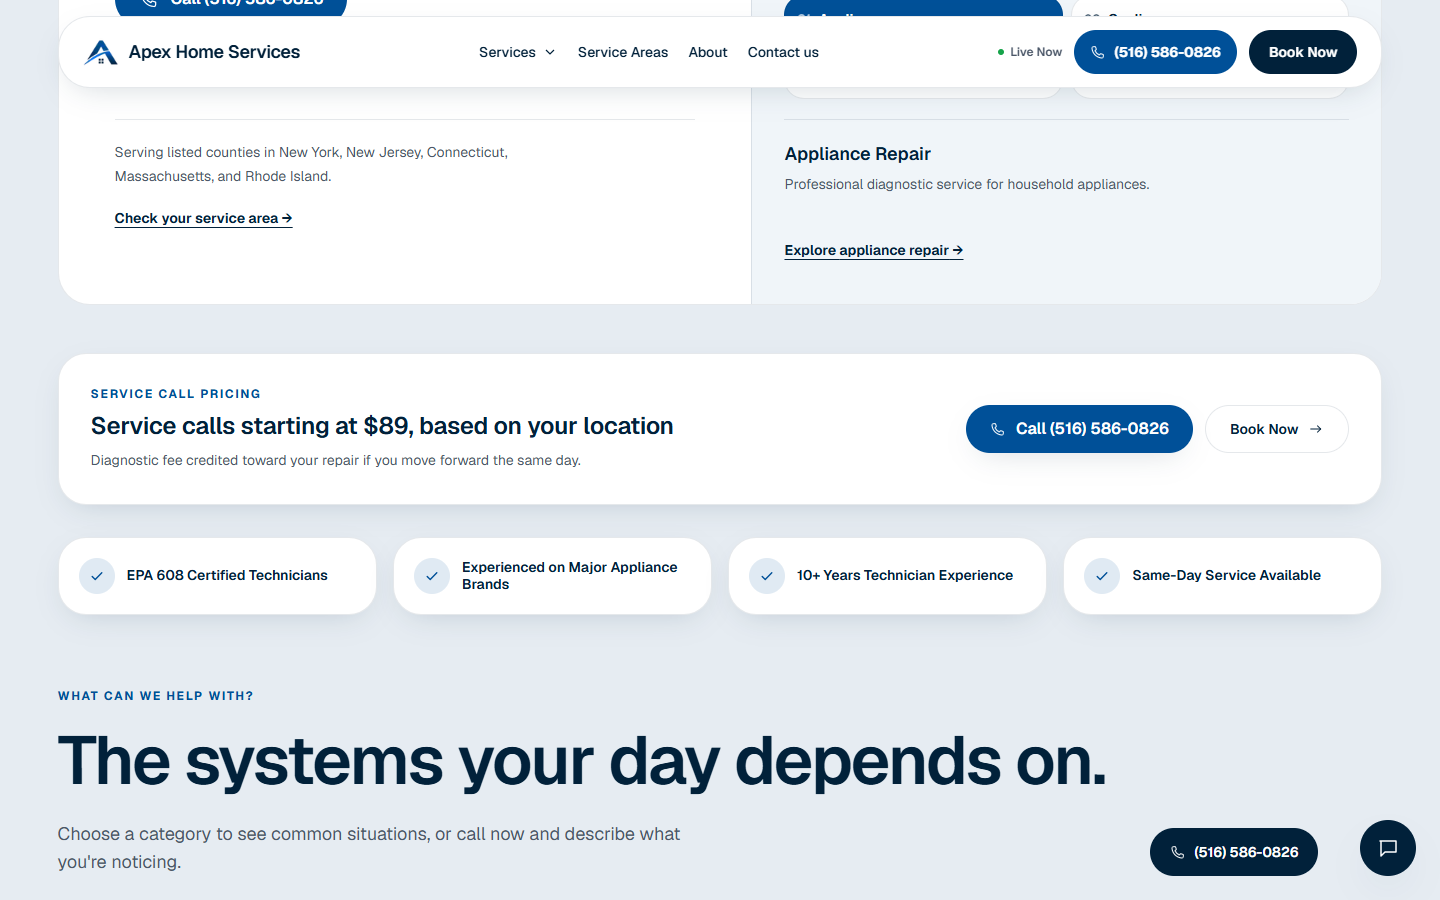 Call (516) 586-0826
Apex Home Services
Services
Service Areas
About
Contact us
Live Now
(516) 586-0826
Book Now
Serving listed counties in New York, New Jersey, Connecticut,
Massachusetts, and Rhode Island.
Check your service area →
Appliance Repair
Professional diagnostic service for household appliances.
Explore appliance repair →
SERVICE CALL PRICING
Service calls starting at $89, based on your location
Diagnostic fee credited toward your repair if you move forward the same day.
Call (516) 586-0826
Book Now →
EPA 608 Certified Technicians
Experienced on Major Appliance
Brands
10+ Years Technician Experience
Same-Day Service Available
WHAT CAN WE HELP WITH?
The systems your day depends on.
Choose a category to see common situations, or call now and describe what
you're noticing.
(516) 586-0826